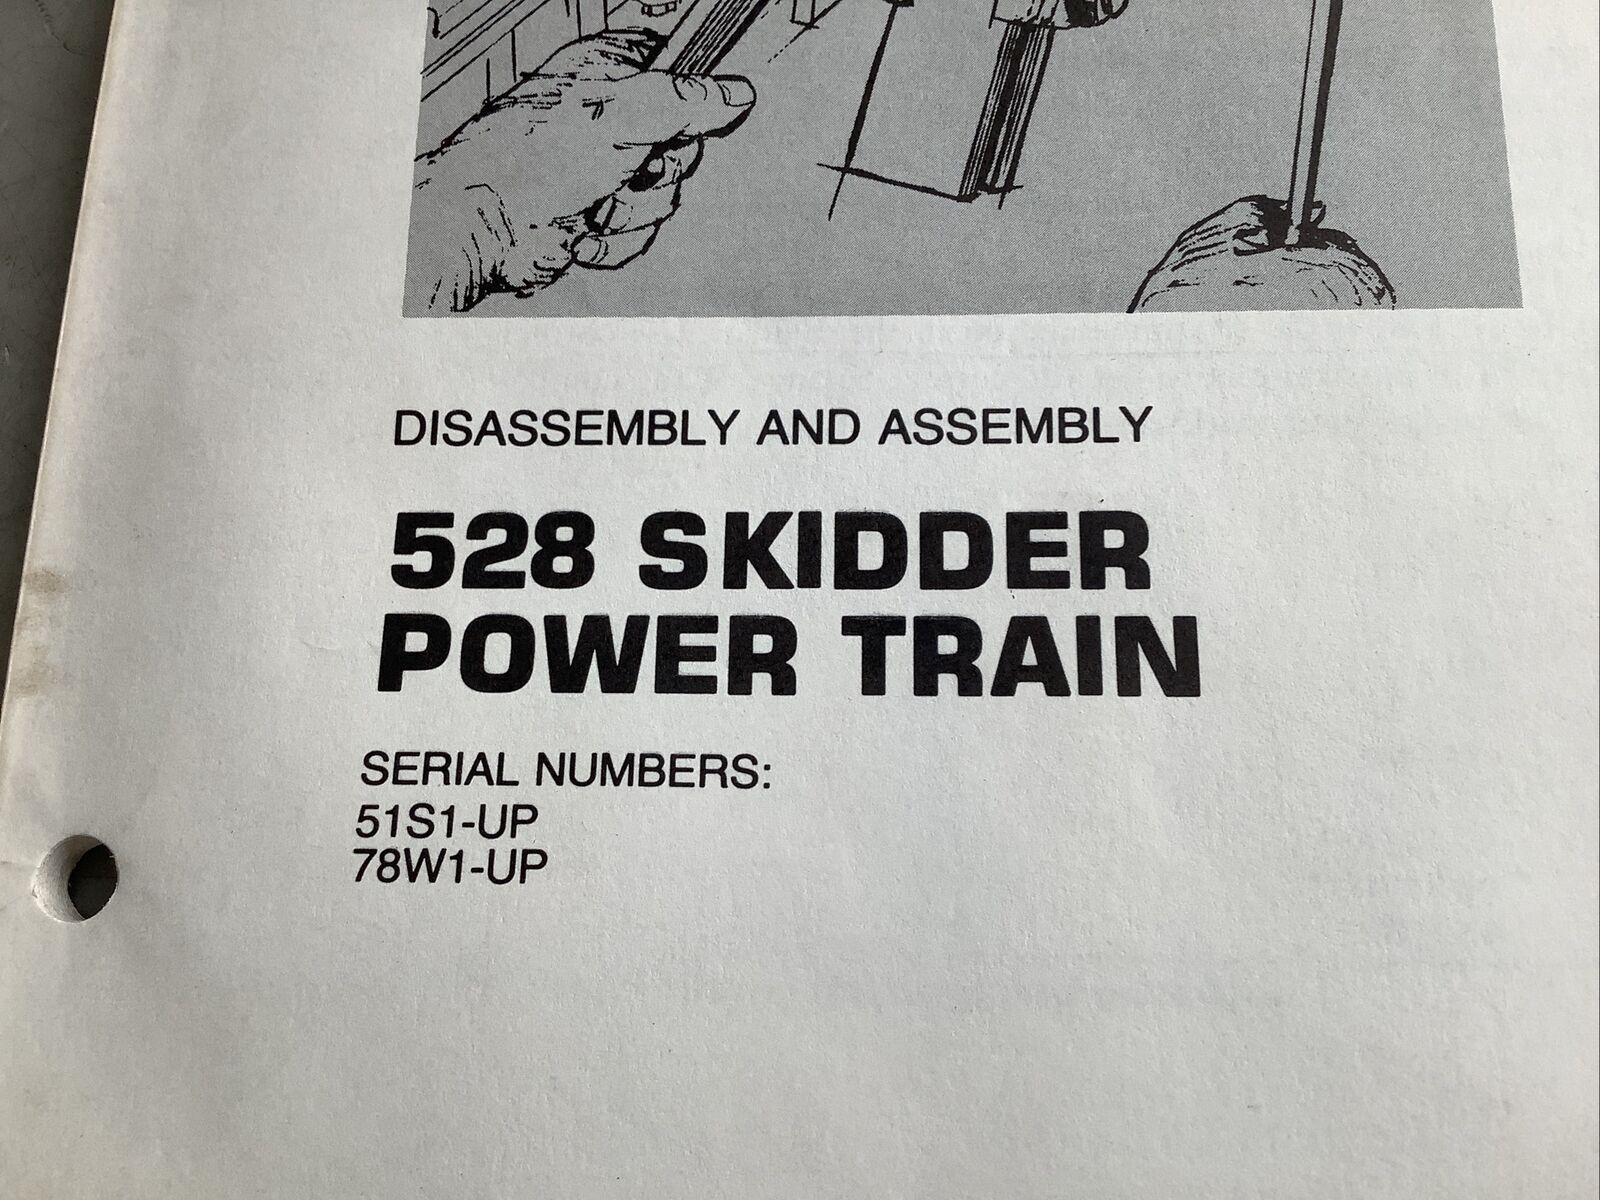 DISASSEMBLY AND ASSEMBLY
528 SKIDDER
POWER TRAIN
SERIAL NUMBERS:
51S1-UP
78W1-UP